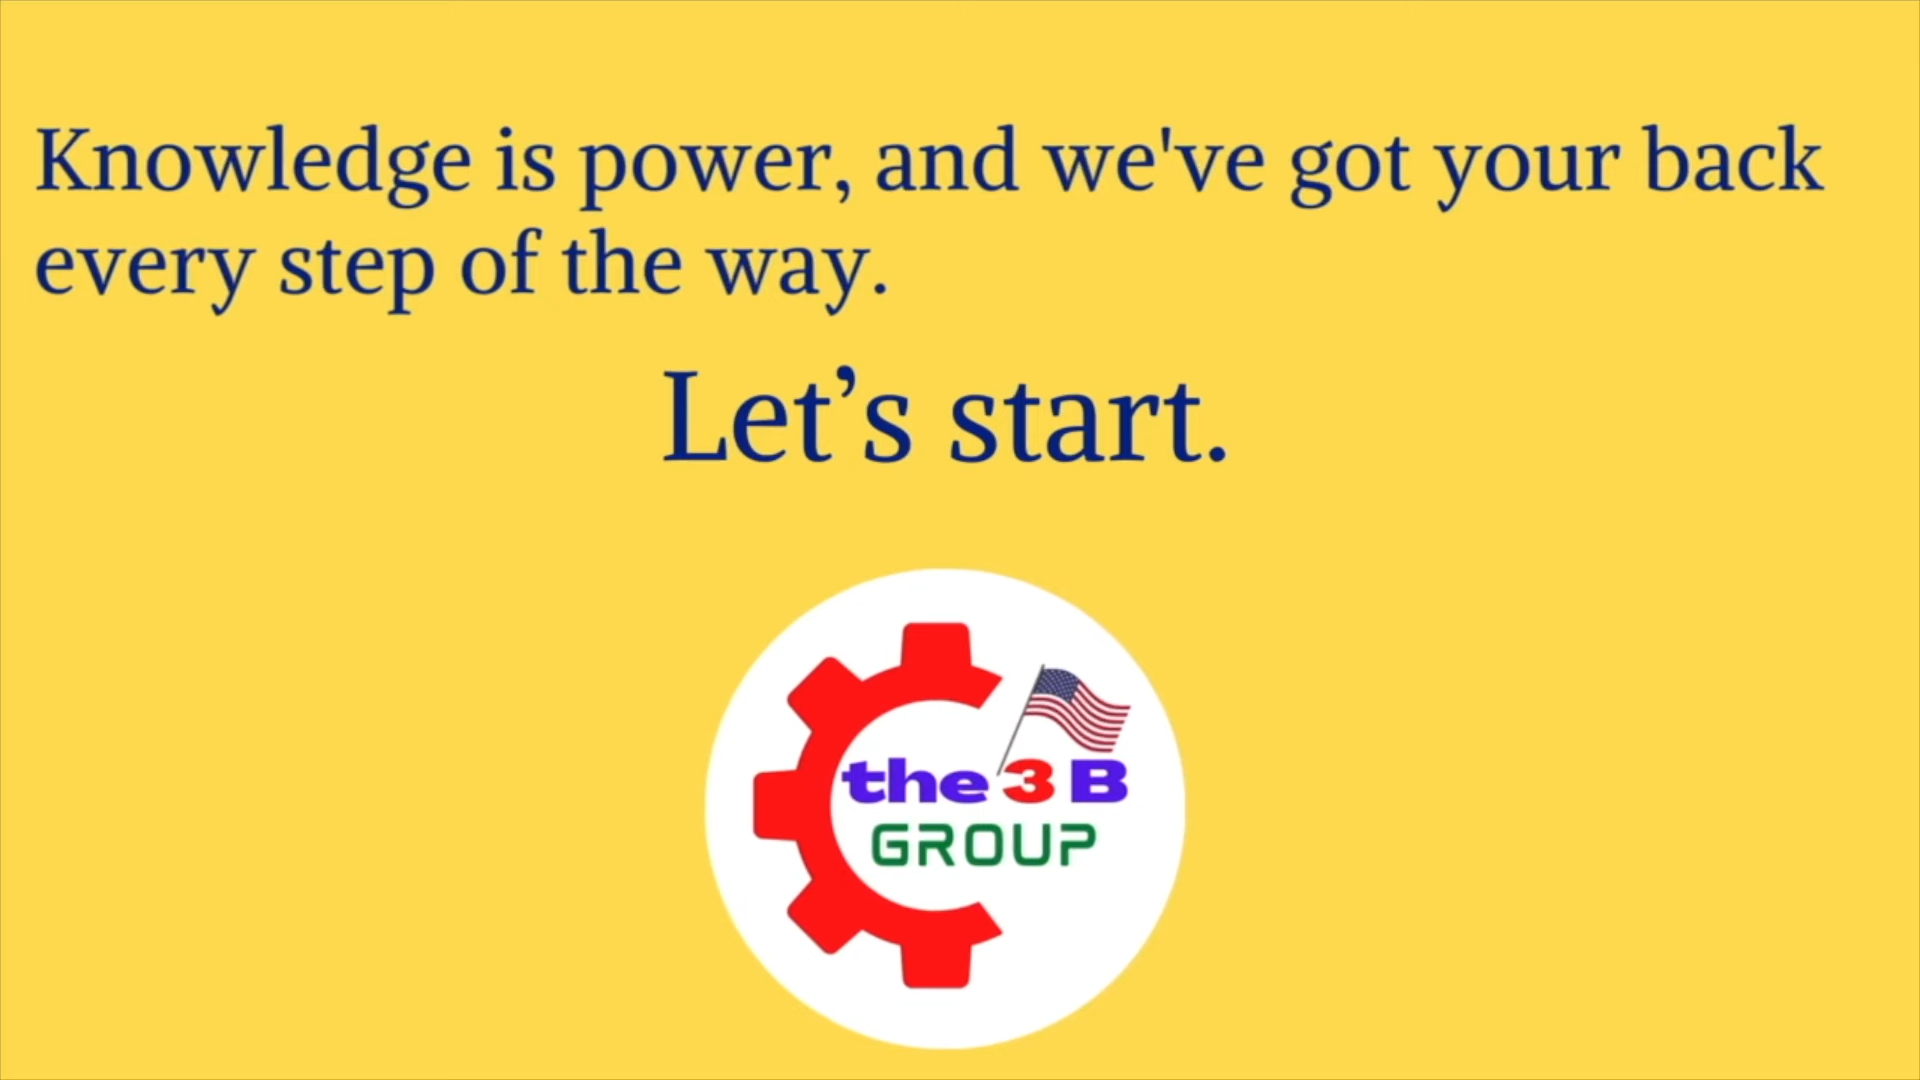 Knowledge is power, and we've got your back
every step of the way.
Let’s start.
the 3 B
GROUP